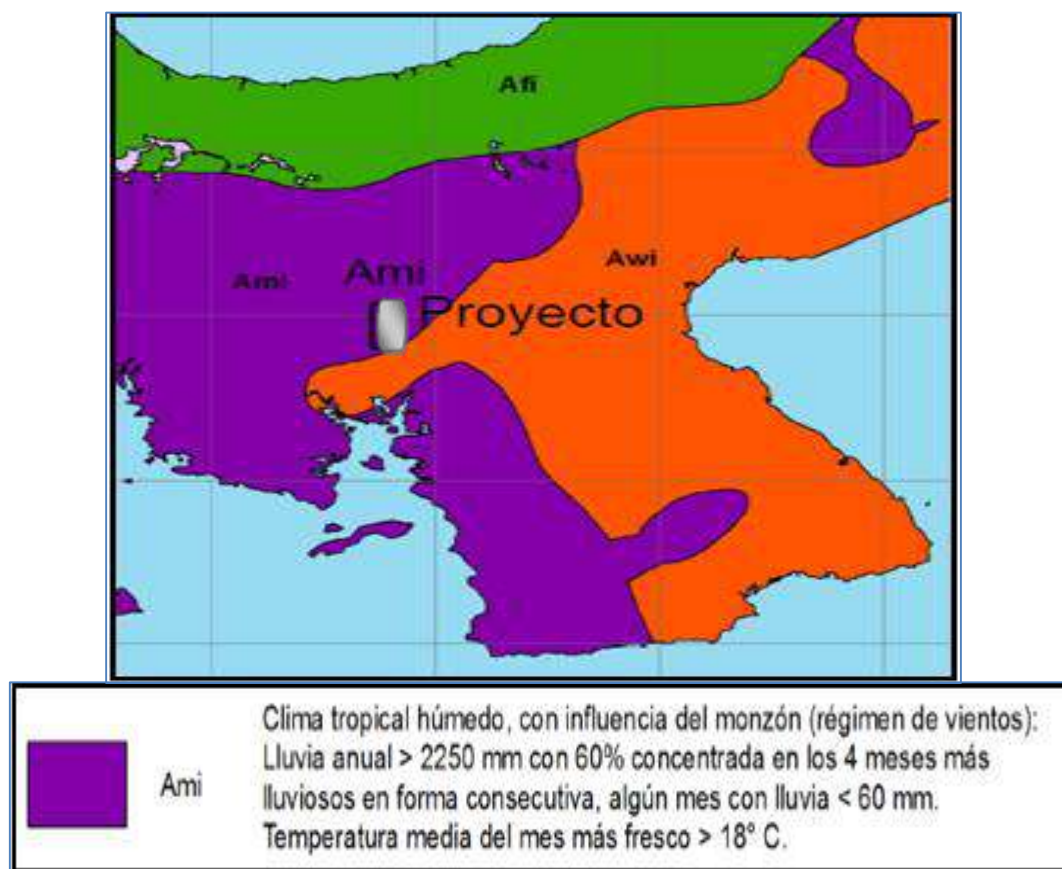 Afi
Ami
Ami
Awi
Proyecto
Ami
Clima tropical húmedo, con influencia del monzón (régimen de vientos):
Lluvia anual > 2250 mm con 60% concentrada en los 4 meses más
lluviosos en forma consecutiva, algún mes con lluvia < 60 mm.
Temperatura media del mes más fresco > 18° C.